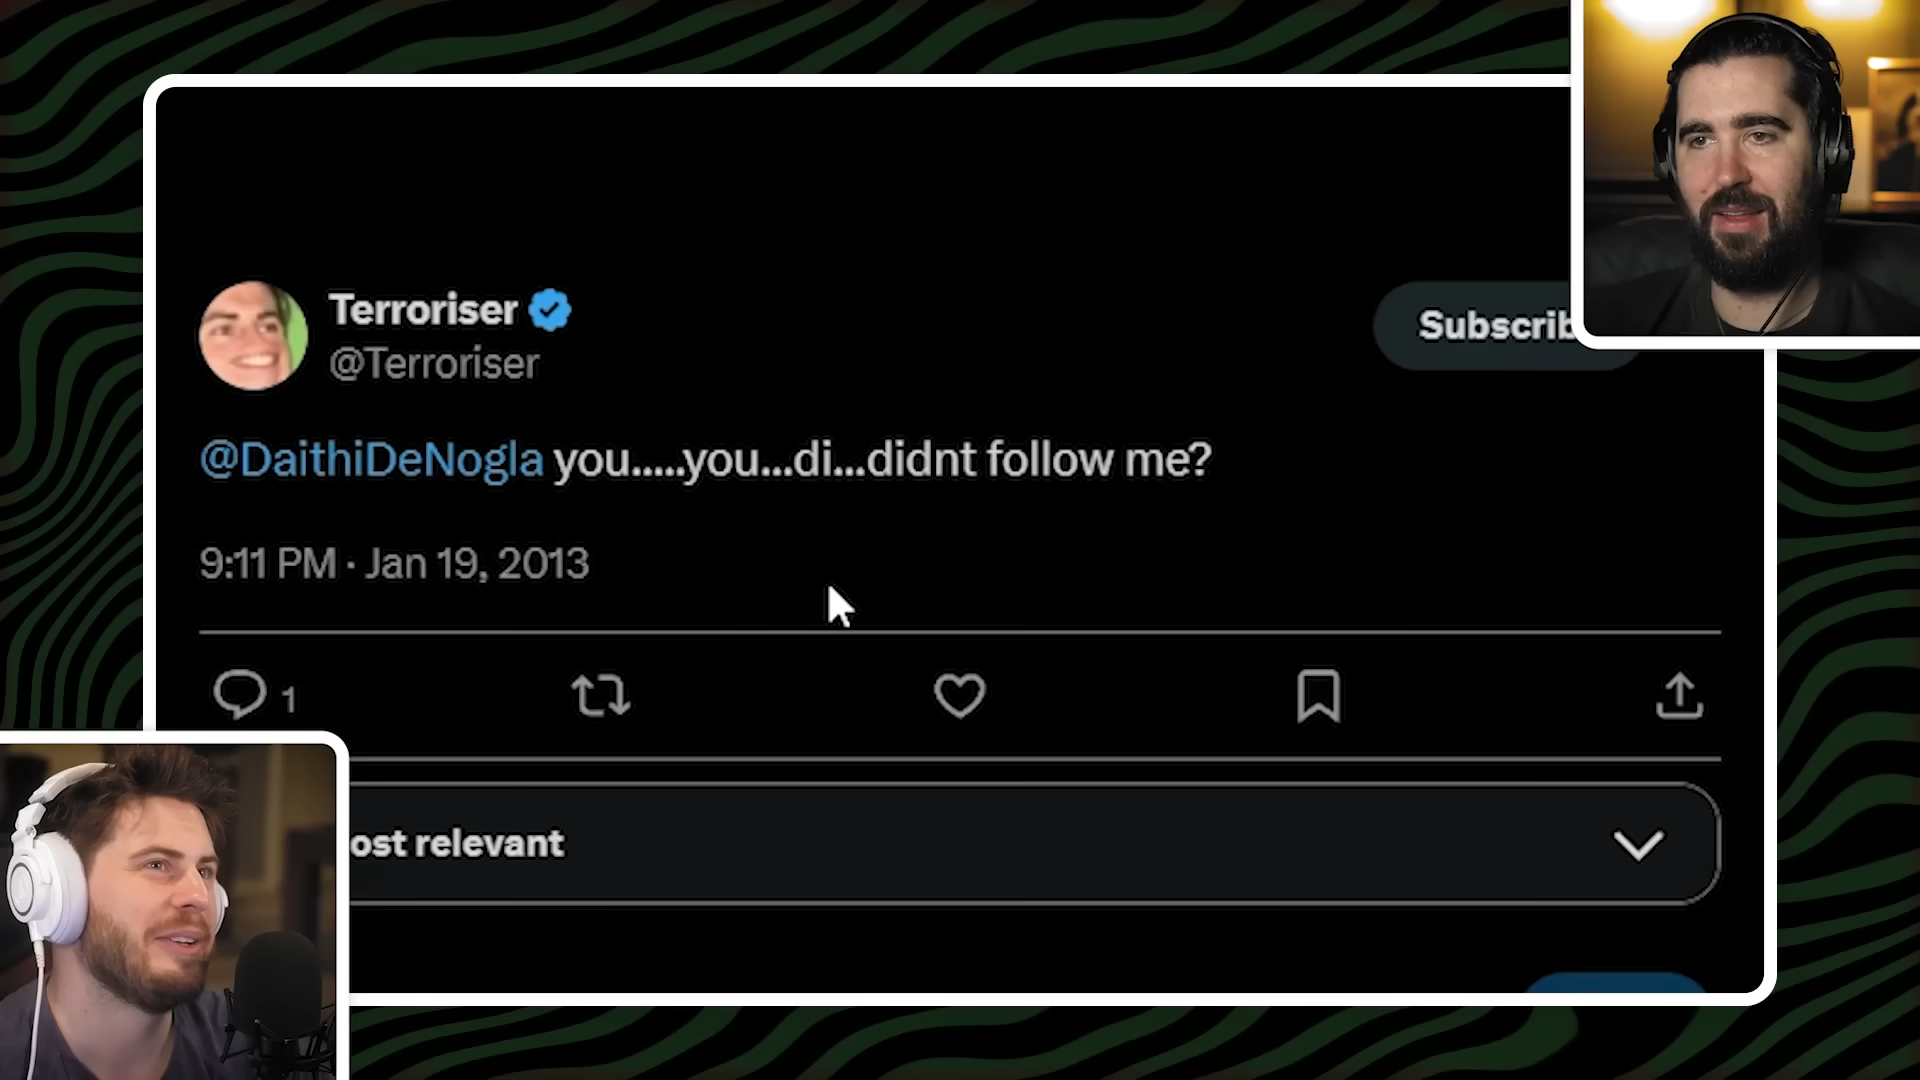 Terroriser
@Terroriser
Subscrib
@DaithiDeNogla you.....you...di...didnt follow me?
9:11 PM · Jan 19, 2013
1
ost relevant